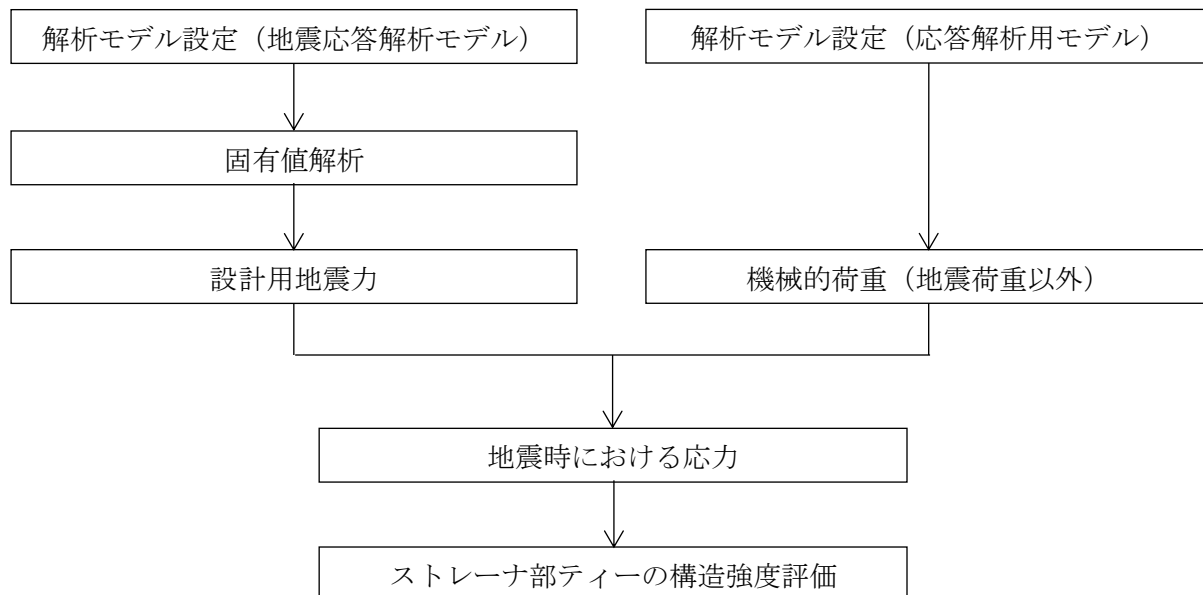 解析モデル設定（地震応答解析モデル）
解析モデル設定（応答解析用モデル）
固有値解析
設計用地震力
機械的荷重（地震荷重以外）
地震時における応力
ストレーナ部ティーの構造強度評価